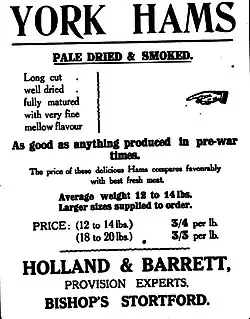 YORK HAMS
PALE DRIED & SMOKED.
Long cut .
well dried .
fully matured
with very fine
mellow flavour
As good as anything produced in pre-war
times.
The price of these delicious Hams compares favourably
with best fresh meat.
Average weight 12 to 14lbs.
Larger sizes supplied to order.
PRICE: (12 to 14lbs.) 3/4 per lb.
(18 to 20lbs.) . 3/3 per lb.
HOLLAND & BARRETT,
PROVISION EXPERTS,
BISHOP'S STORTFORD.